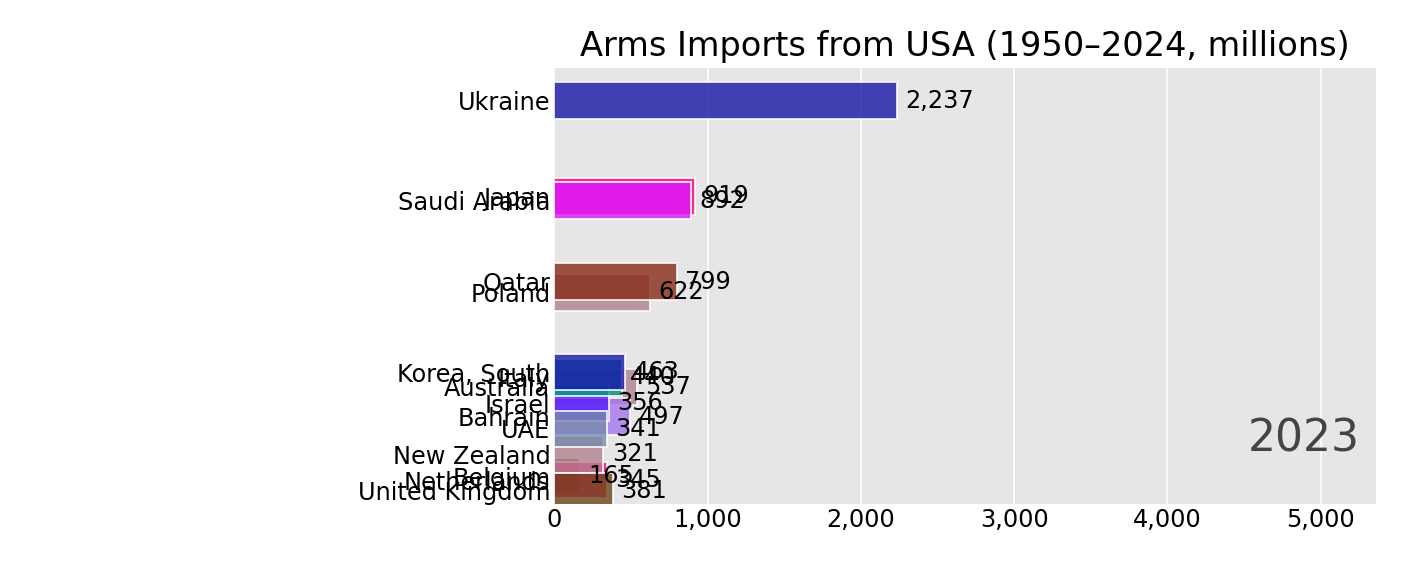 Arms Imports from USA (1950–2024, millions)
Ukraine 2,237
Japan 919
Saudi Arabia 892
Qatar 799
Poland 622
Korea, South 463
Italy 440
Australia 537
Israel 356
Bahrain 497
UAE 341
New Zealand 321
Belgium 165
Netherlands 345
United Kingdom 381
2023
0 1,000 2,000 3,000 4,000 5,000